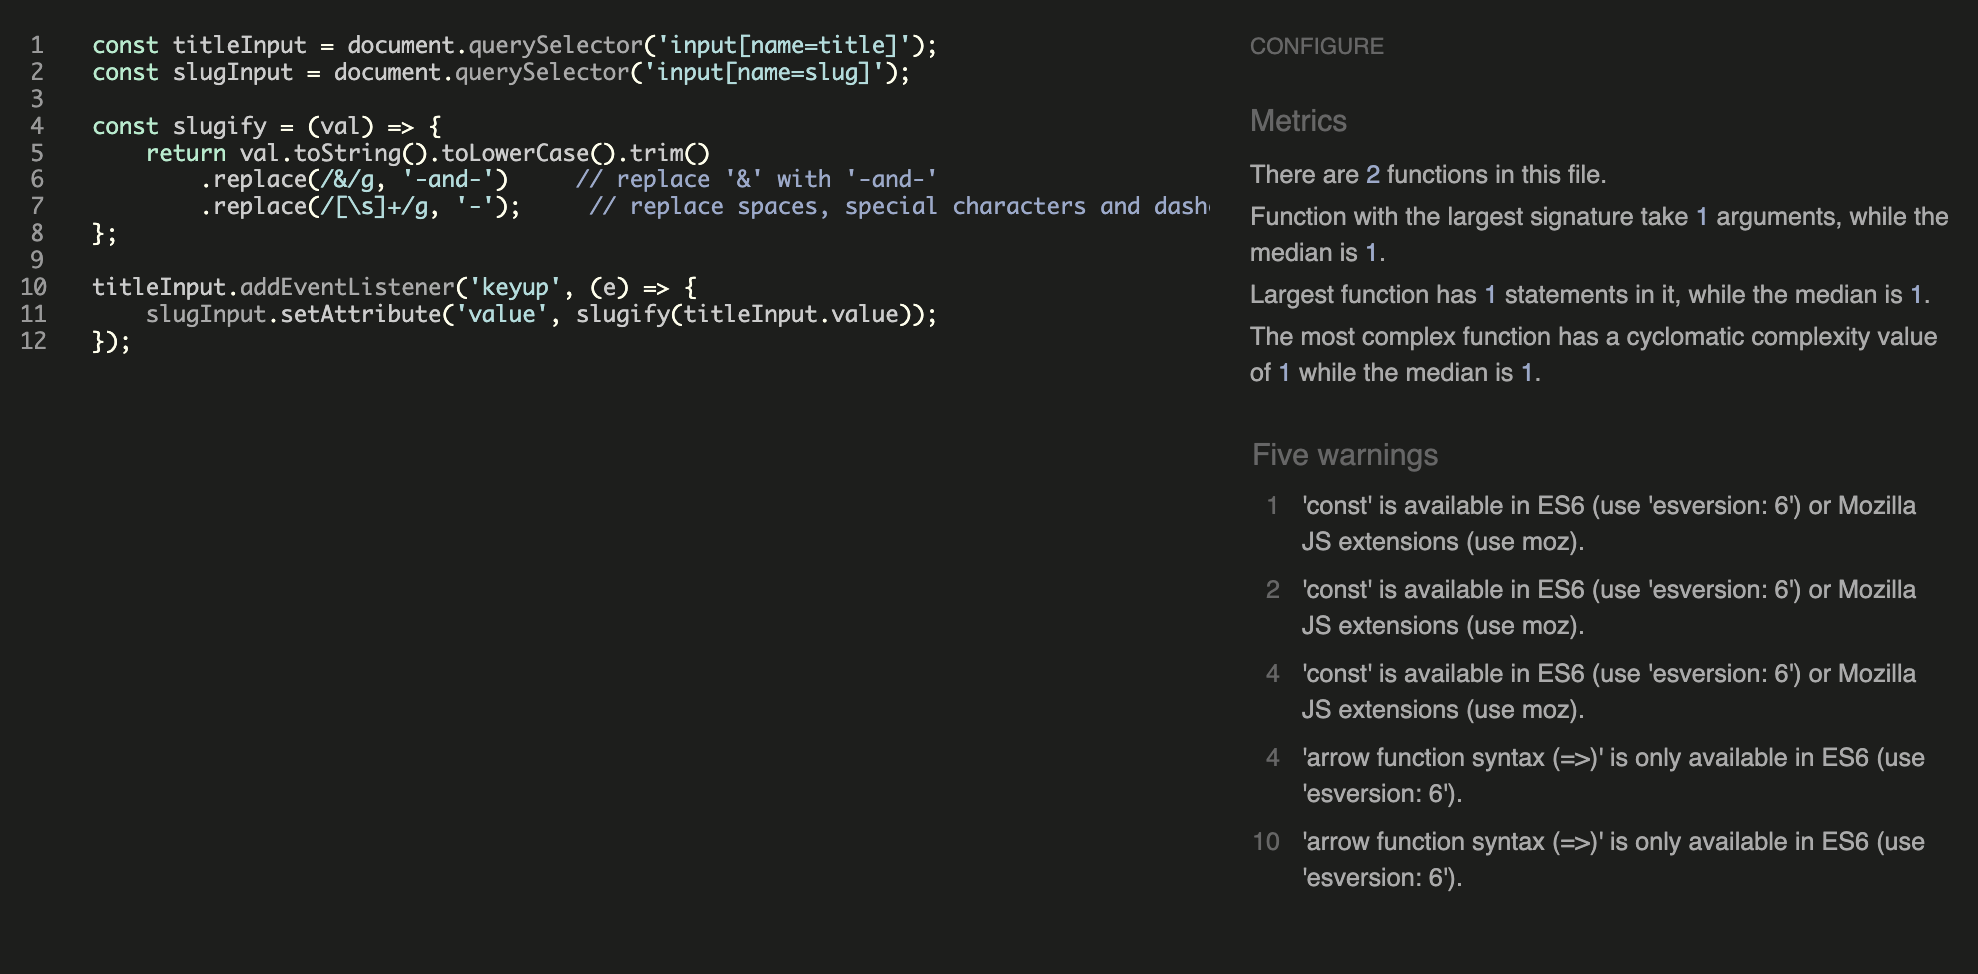 1 const titleInput = document.querySelector('input[name=title]');
2 const slugInput = document.querySelector('input[name=slug]');
3
4 const slugify = (val) => {
5     return val.toString().toLowerCase().trim()
6         .replace(/&/g, '-and-')     // replace '&' with '-and-'
7         .replace(/[\s]+/g, '-');     // replace spaces, special characters and
8 };
9
10 titleInput.addEventListener('keyup', (e) => {
11     slugInput.setAttribute('value', slugify(titleInput.value));
12 });
CONFIGURE
Metrics
There are 2 functions in this file.
Function with the largest signature take 1 arguments, while the
median is 1.
Largest function has 1 statements in it, while the median is 1.
The most complex function has a cyclomatic complexity value
of 1 while the median is 1.
Five warnings
1 'const' is available in ES6 (use 'esversion: 6') or Mozilla
JS extensions (use moz).
2 'const' is available in ES6 (use 'esversion: 6') or Mozilla
JS extensions (use moz).
4 'const' is available in ES6 (use 'esversion: 6') or Mozilla
JS extensions (use moz).
4 'arrow function syntax (=>)' is only available in ES6 (use
'esversion: 6').
10 'arrow function syntax (=>)' is only available in ES6 (use
'esversion: 6').